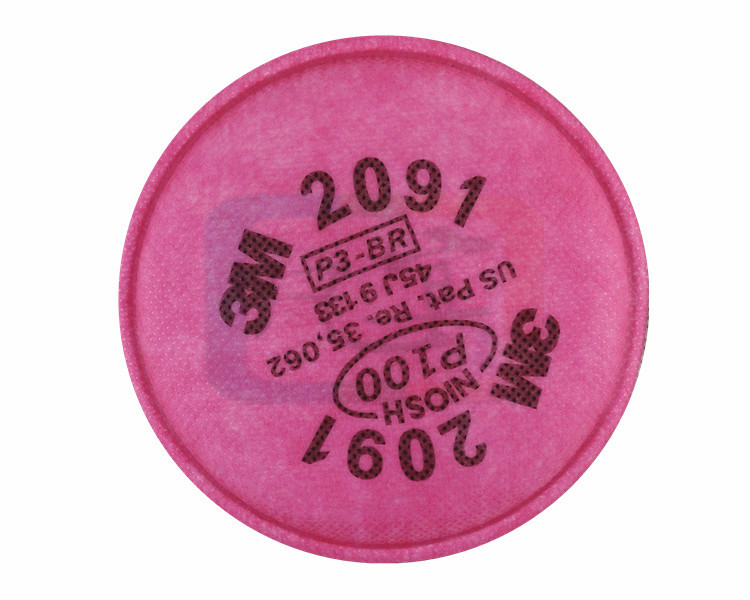 3M 2091
P3-BR
45J 9 133
US Pat. Re. 35,062
P100
NIOSH
3M 2091